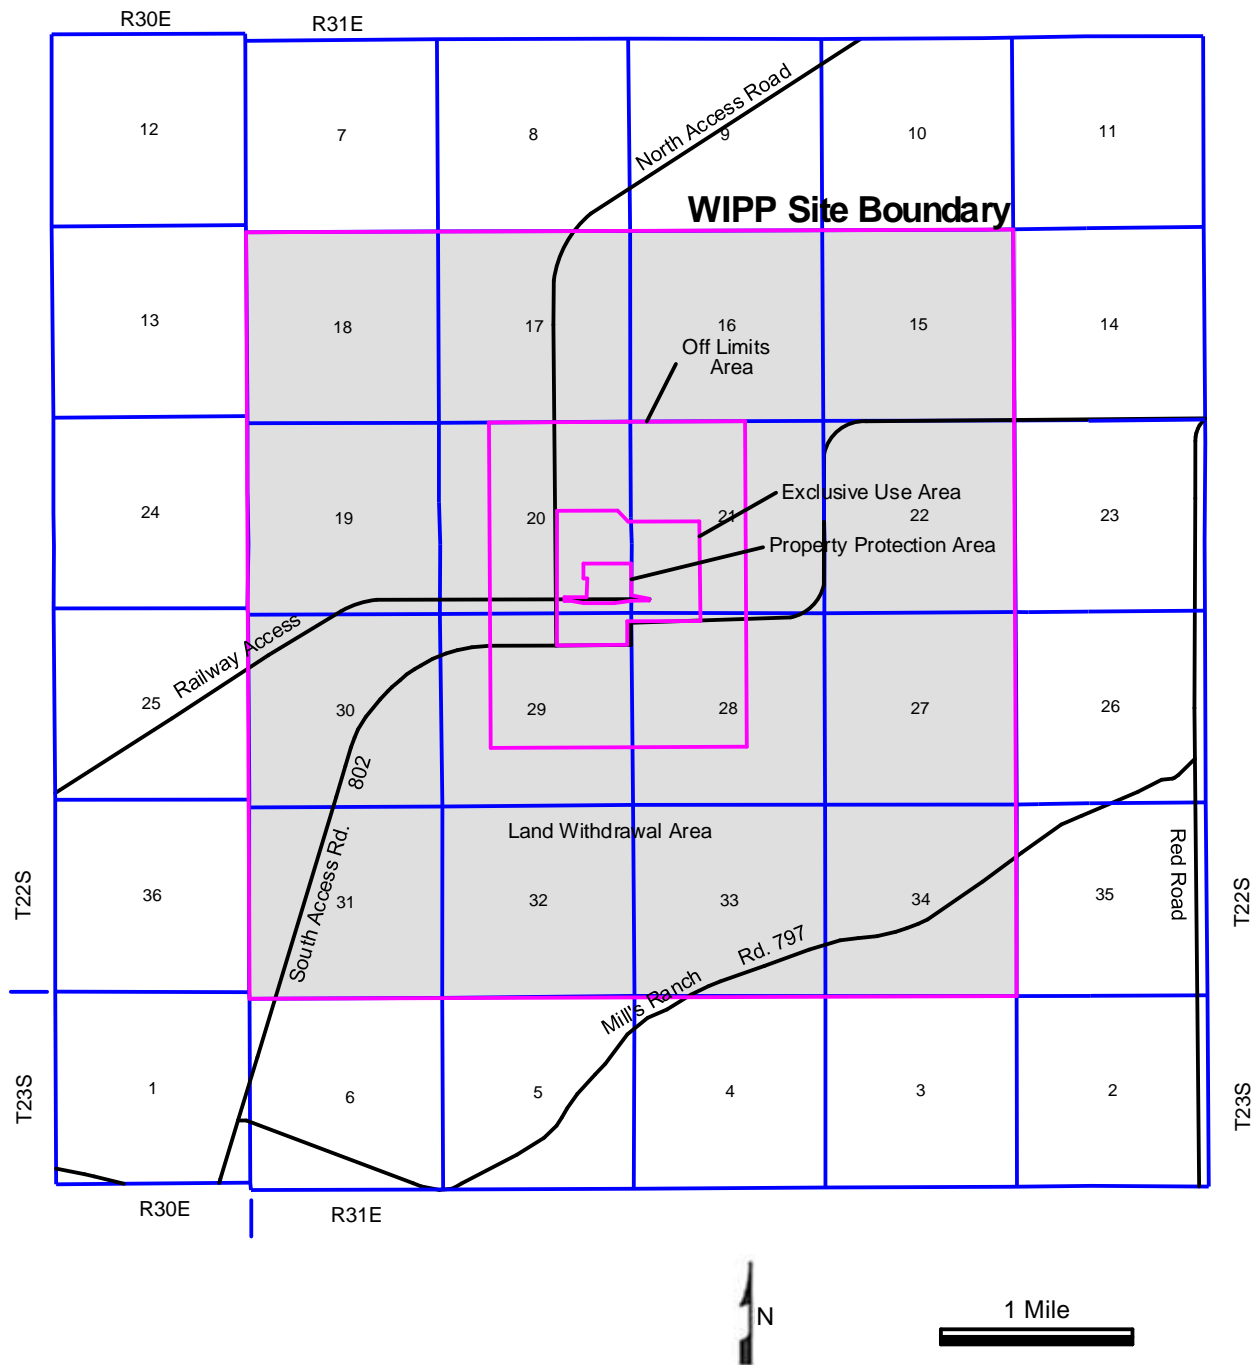 R30E
R31E
12
7
8
9
10
11
North Access Road
WIPP Site Boundary
13
18
17
16
15
14
Off Limits
Area
24
19
20
21
22
23
Exclusive Use Area
Property Protection Area
Railway Access
25
30
29
28
27
26
802
South Access Rd.
Land Withdrawal Area
Red Road
T22S
36
31
32
33
34
35
T22S
Mill's Ranch
Rd. 797
T23S
1
6
5
4
3
2
T23S
R30E
R31E
N
1 Mile